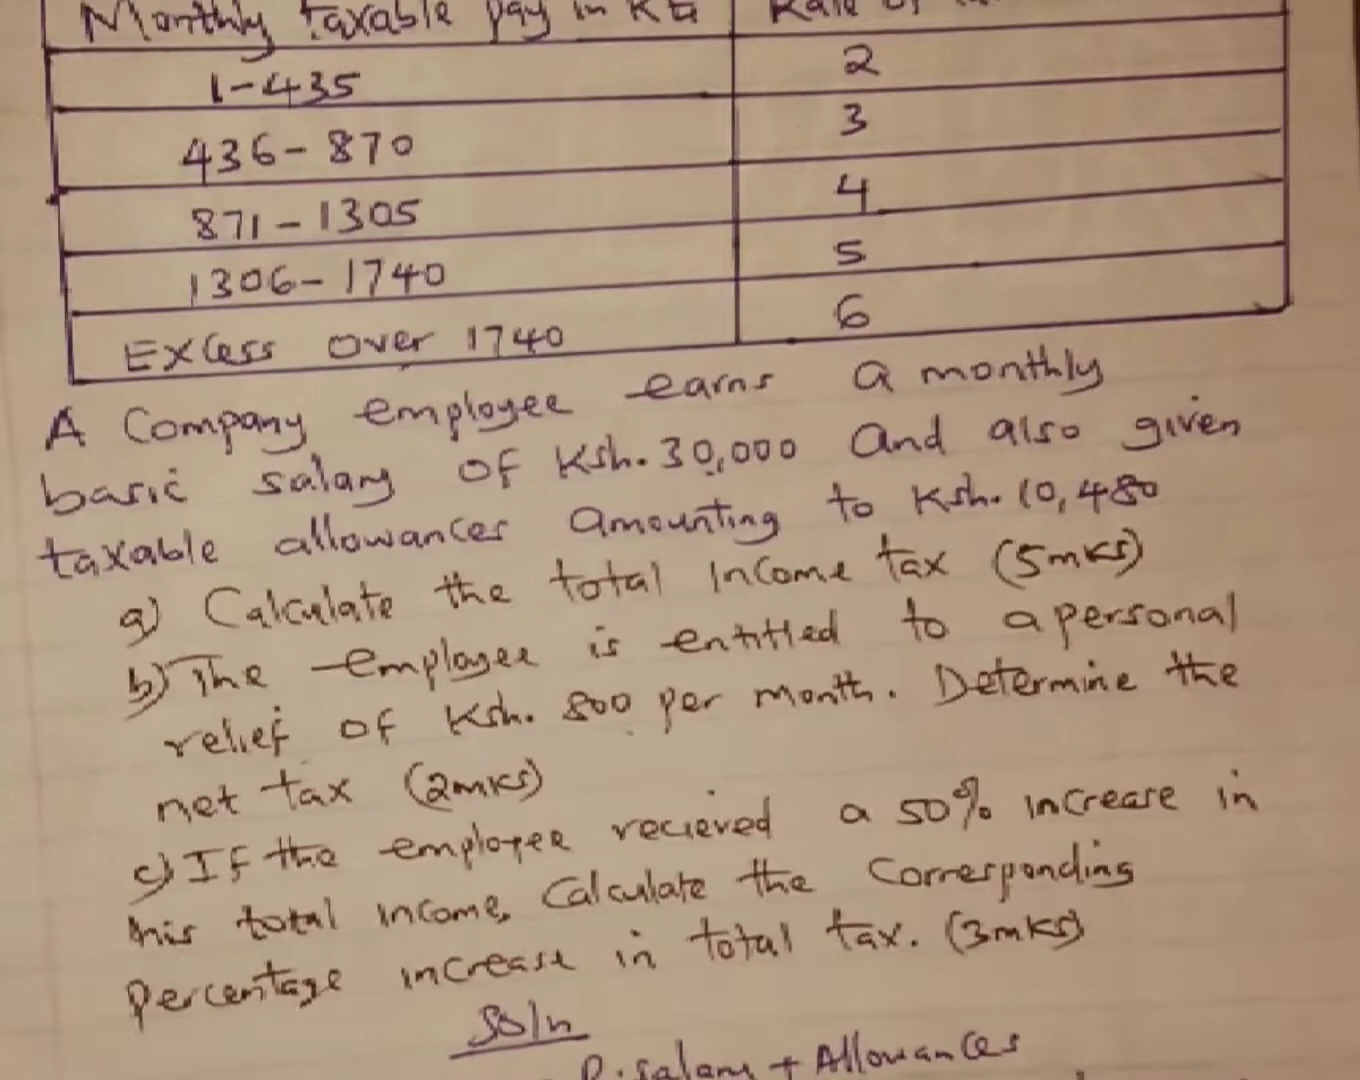 Monthly taxable pay in K£ Rate of
1-435 2
436-870 3
871-1305 4
1306-1740 5
Excess over 1740 6
A Company employee earns a monthly
basic salary of Ksh. 30,000 and also given
taxable allowances amounting to Ksh. 10,480
a) Calculate the total income tax (5mks)
b) The employee is entitled to a personal
relief of Ksh. 800 per month. Determine the
net tax (2mks)
c) If the employee recieved a 50% increase in
his total income, Calculate the Corresponding
percentage increase in total tax. (3mks)
Soln
B. salary + Allowances